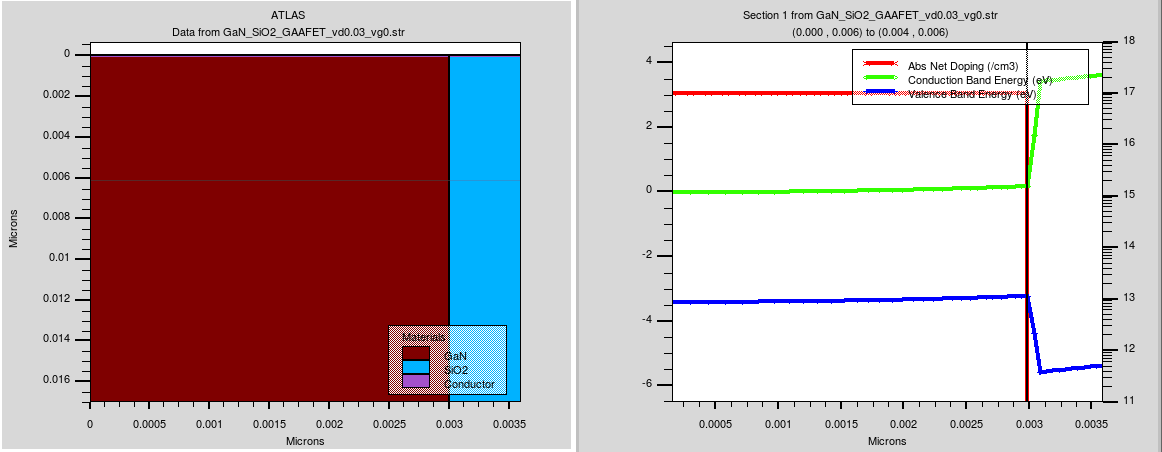 ATLAS
Data from GaN_SiO2_GAAFET_vd0.03_vg0.str
0
0.002
0.004
0.006
0.008
0.01
0.012
0.014
0.016
Microns
Materials
GaN
SiO2
Conductor
0 0.0005 0.001 0.0015 0.002 0.0025 0.003 0.0035
Microns
Section 1 from GaN_SiO2_GAAFET_vd0.03_vg0.str
(0.000 , 0.006) to (0.004 , 0.006)
4
2
0
-2
-4
-6
Abs Net Doping (/cm3)
Conduction Band Energy (eV)
Valence Band Energy (eV)
18
17
16
15
14
13
12
11
0.0005 0.001 0.0015 0.002 0.0025 0.003 0.0035
Microns